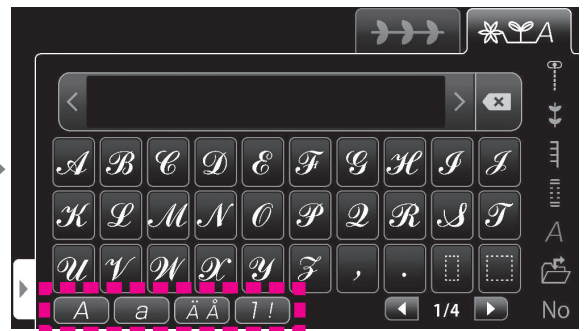 A
A B C D E F G H I J
K L M N O P Q R S T
U V W X Y Z , .
A
A a Ä Å 1 ! 1/4 No